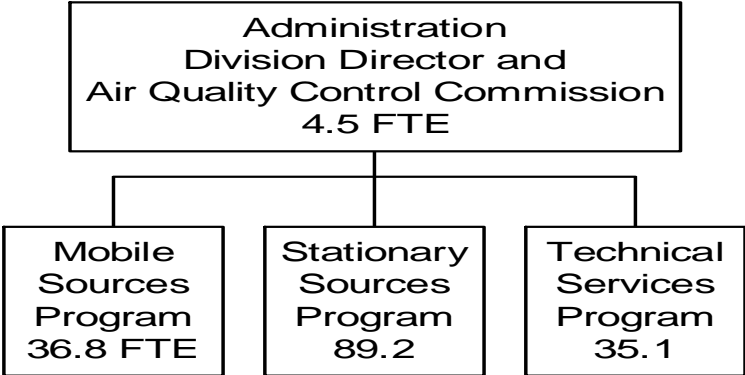 Administration
Division Director and
Air Quality Control Commission
4.5 FTE
Mobile
Sources
Program
36.8 FTE
Stationary
Sources
Program
89.2
Technical
Services
Program
35.1